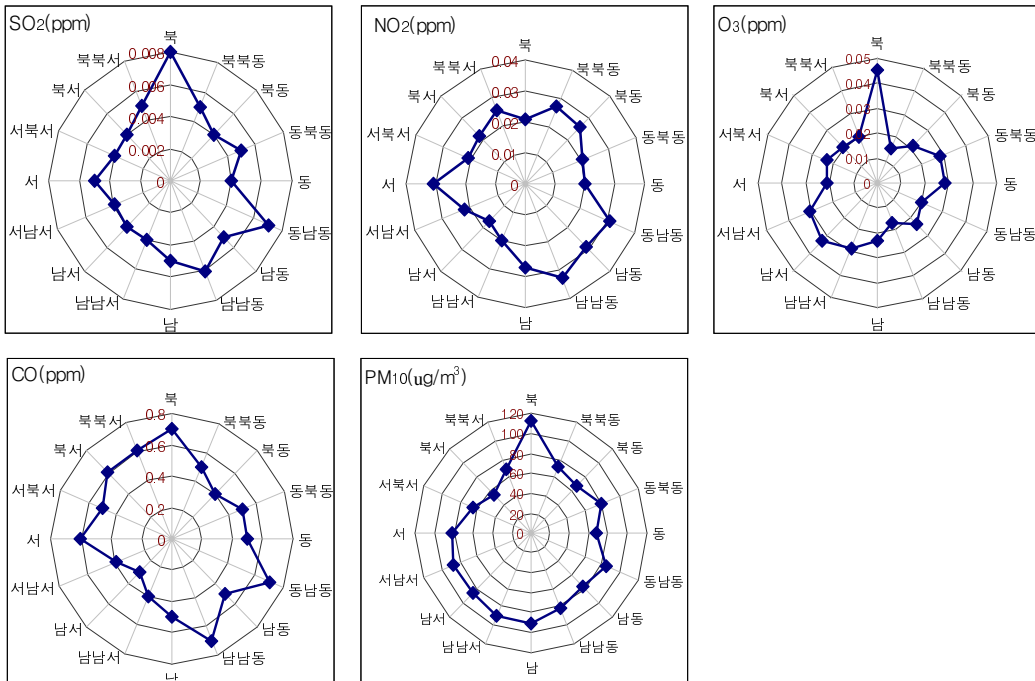 SO2(ppm)
북
북북동
북동
동북동
동
동남동
남동
남남동
남
남남서
남서
서남서
서
서북서
북서
북북서
0.008
0.006
0.004
0.002
0
NO2(ppm)
북
북북동
북동
동북동
동
동남동
남동
남남동
남
남남서
남서
서남서
서
서북서
북서
북북서
0.04
0.03
0.02
0.01
0
O3(ppm)
북
북북동
북동
동북동
동
동남동
남동
남남동
남
남남서
남서
서남서
서
서북서
북서
북북서
0.05
0.04
0.03
0.02
0.01
0
CO(ppm)
북
북북동
북동
동북동
동
동남동
남동
남남동
남
남남서
남서
서남서
서
서북서
북서
북북서
0.8
0.6
0.4
0.2
0
PM10(ug/m³)
북
북북동
북동
동북동
동
동남동
남동
남남동
남
남남서
남서
서남서
서
서북서
북서
북북서
120
100
80
60
40
20
0